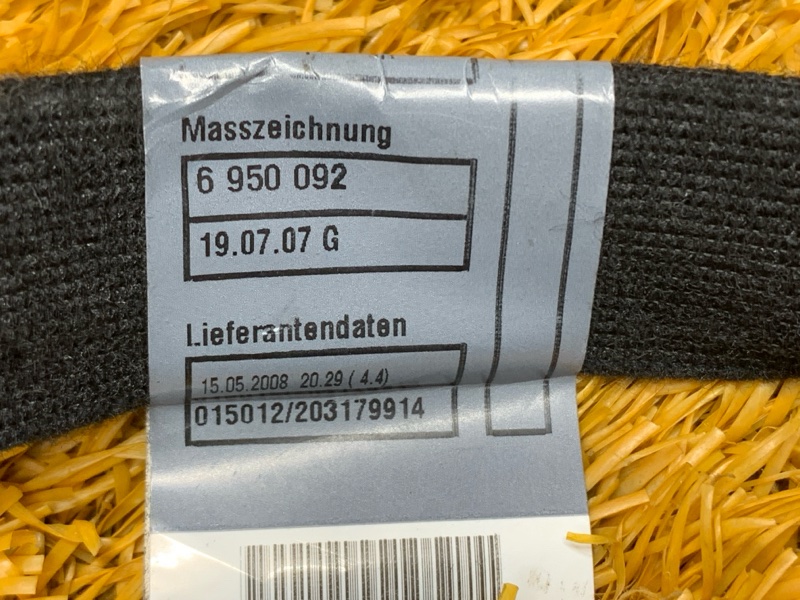 Masszeichnung
6 950 092
19.07.07 G
Lieferantendaten
15.05.2008 20.29 ( 4.4)
015012/203179914